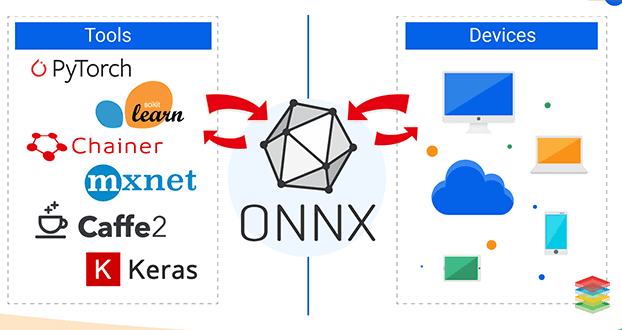 Tools
PyTorch
scikit
learn
Chainer
mxnet
Caffe2
K Keras
ONNX
Devices